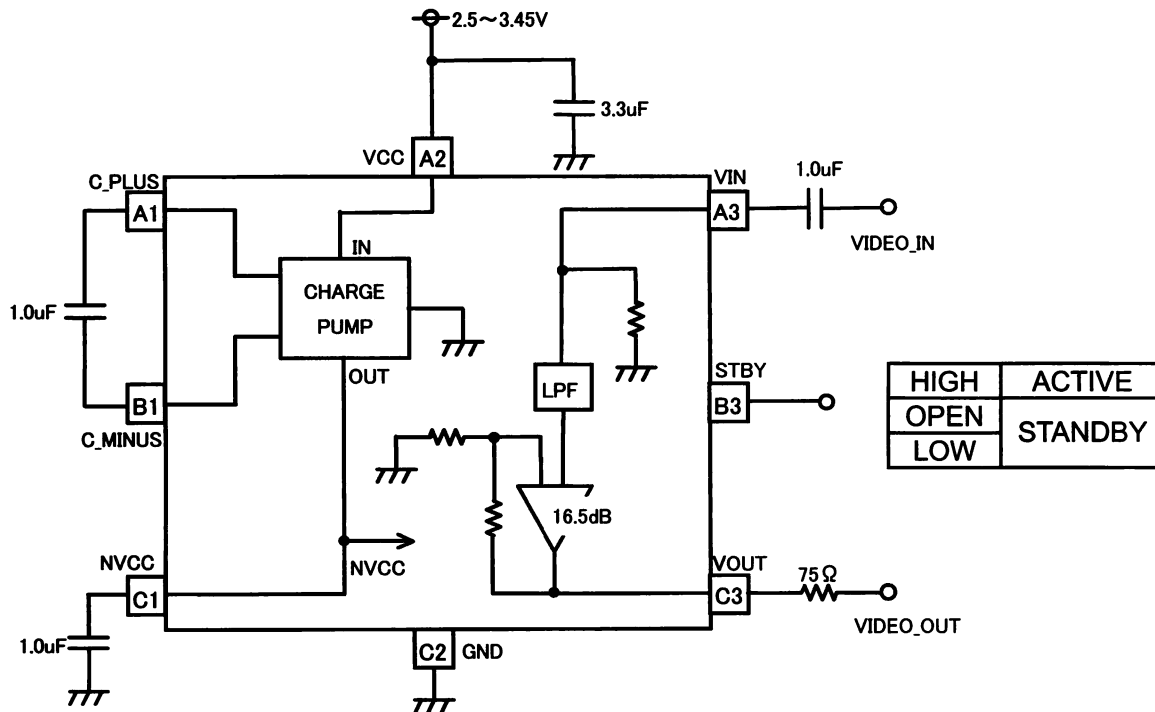 2.5～3.45V
3.3uF
VCC
A2
C_PLUS
A1
VIN
A3
1.0uF
VIDEO_IN
IN
CHARGE
PUMP
OUT
1.0uF
B1
C_MINUS
LPF
STBY
B3
HIGH ACTIVE
OPEN
STANDBY
LOW
16.5dB
NVCC
C1
NVCC
VOUT
C3
75Ω
VIDEO_OUT
1.0uF
C2
GND